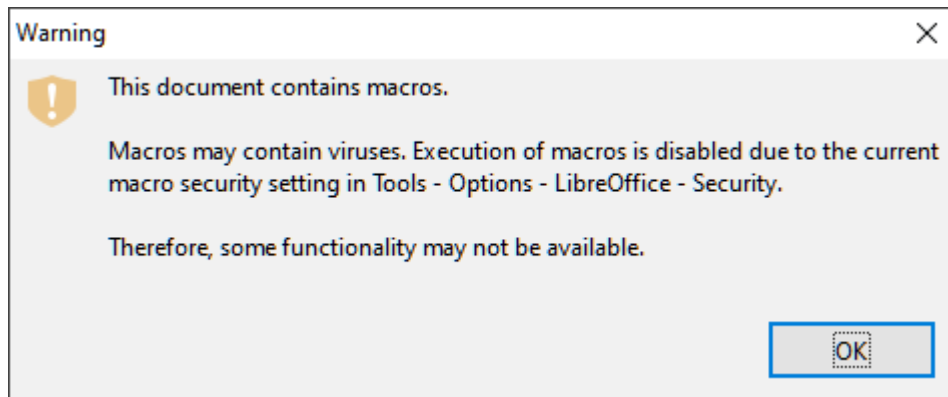 Warning
This document contains macros.
Macros may contain viruses. Execution of macros is disabled due to the current
macro security setting in Tools - Options - LibreOffice - Security.
Therefore, some functionality may not be available.
OK